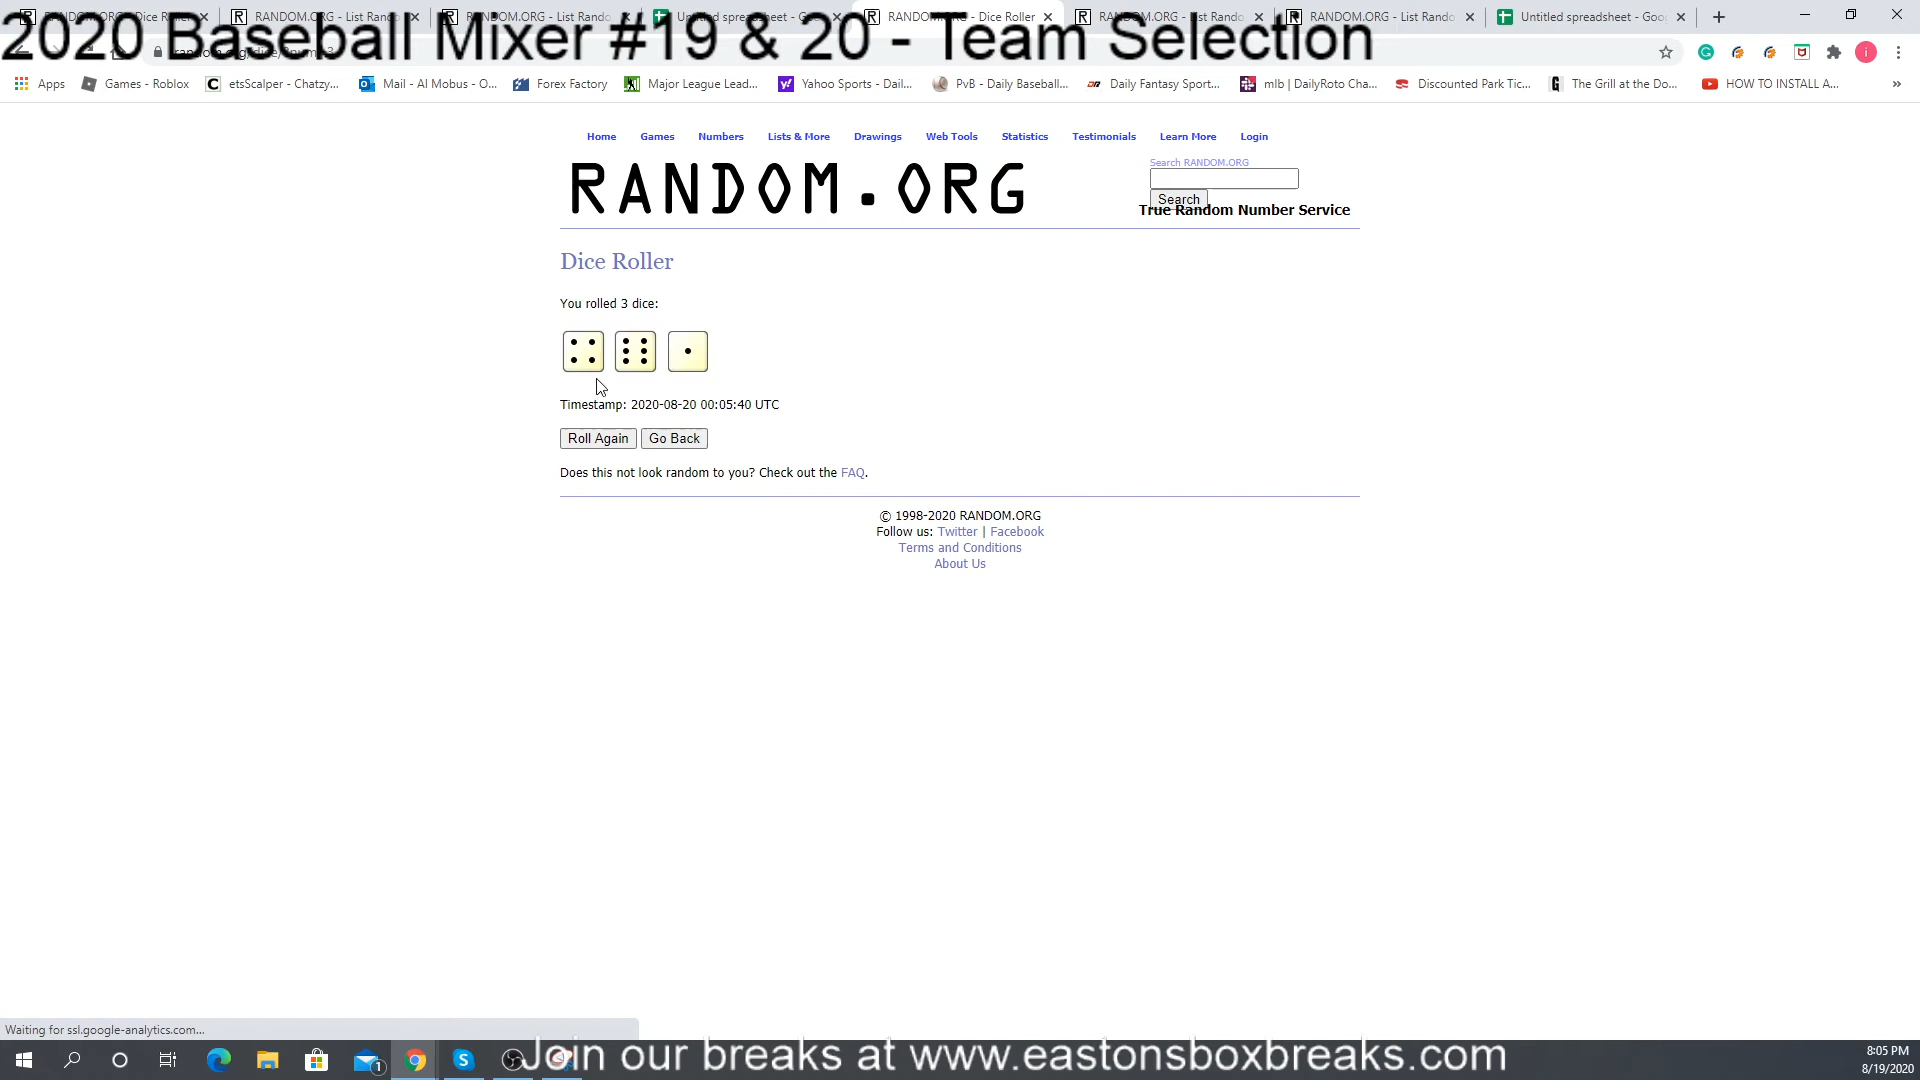 RANDOM.ORG - Dice Roller RANDOM.ORG - List Rando RANDOM.ORG - List Rando Untitled spreadsheet - Goo RANDOM.ORG - Dice Roller RANDOM.ORG - List Rando RANDOM.ORG - List Rando Untitled spreadsheet - Goo
2020 Baseball Mixer #19 & 20 - Team Selection
Apps Games - Roblox etsScalper - Chatzy... Mail - Al Mobus - O... Forex Factory Major League Lead... Yahoo Sports - Dail... PvB - Daily Baseball... Daily Fantasy Sport... mlb | DailyRoto Cha... Discounted Park Tic... The Grill at the Do... HOW TO INSTALL A... »
Home Games Numbers Lists & More Drawings Web Tools Statistics Testimonials Learn More Login
RANDOM.ORG
Search RANDOM.ORG
Search
True Random Number Service
Dice Roller
You rolled 3 dice:
Timestamp: 2020-08-20 00:05:40 UTC
Roll Again Go Back
Does this not look random to you? Check out the FAQ.
© 1998-2020 RANDOM.ORG
Follow us: Twitter | Facebook
Terms and Conditions
About Us
Waiting for ssl.google-analytics.com...
Join our breaks at www.eastonsboxbreaks.com
8:05 PM
8/19/2020